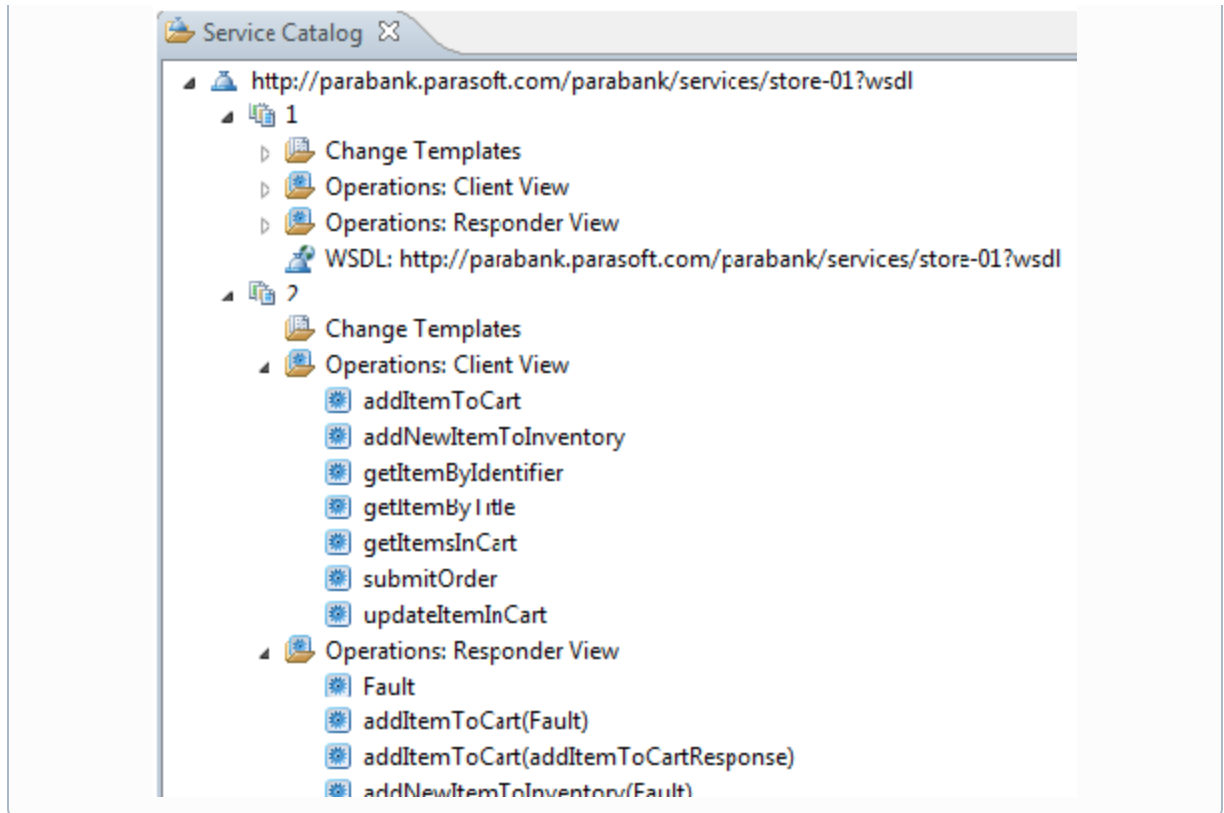 Service Catalog
http://parabank.parasoft.com/parabank/services/store-01?wsdl
1
Change Templates
Operations: Client View
Operations: Responder View
WSDL: http://parabank.parasoft.com/parabank/services/store-01?wsdl
2
Change Templates
Operations: Client View
addItemToCart
addNewItemToInventory
getItemByIdentifier
getItemByTitle
getItemsInCart
submitOrder
updateItemInCart
Operations: Responder View
Fault
addItemToCart(Fault)
addItemToCart(addItemToCartResponse)
addNewItemToInventory(Fault)